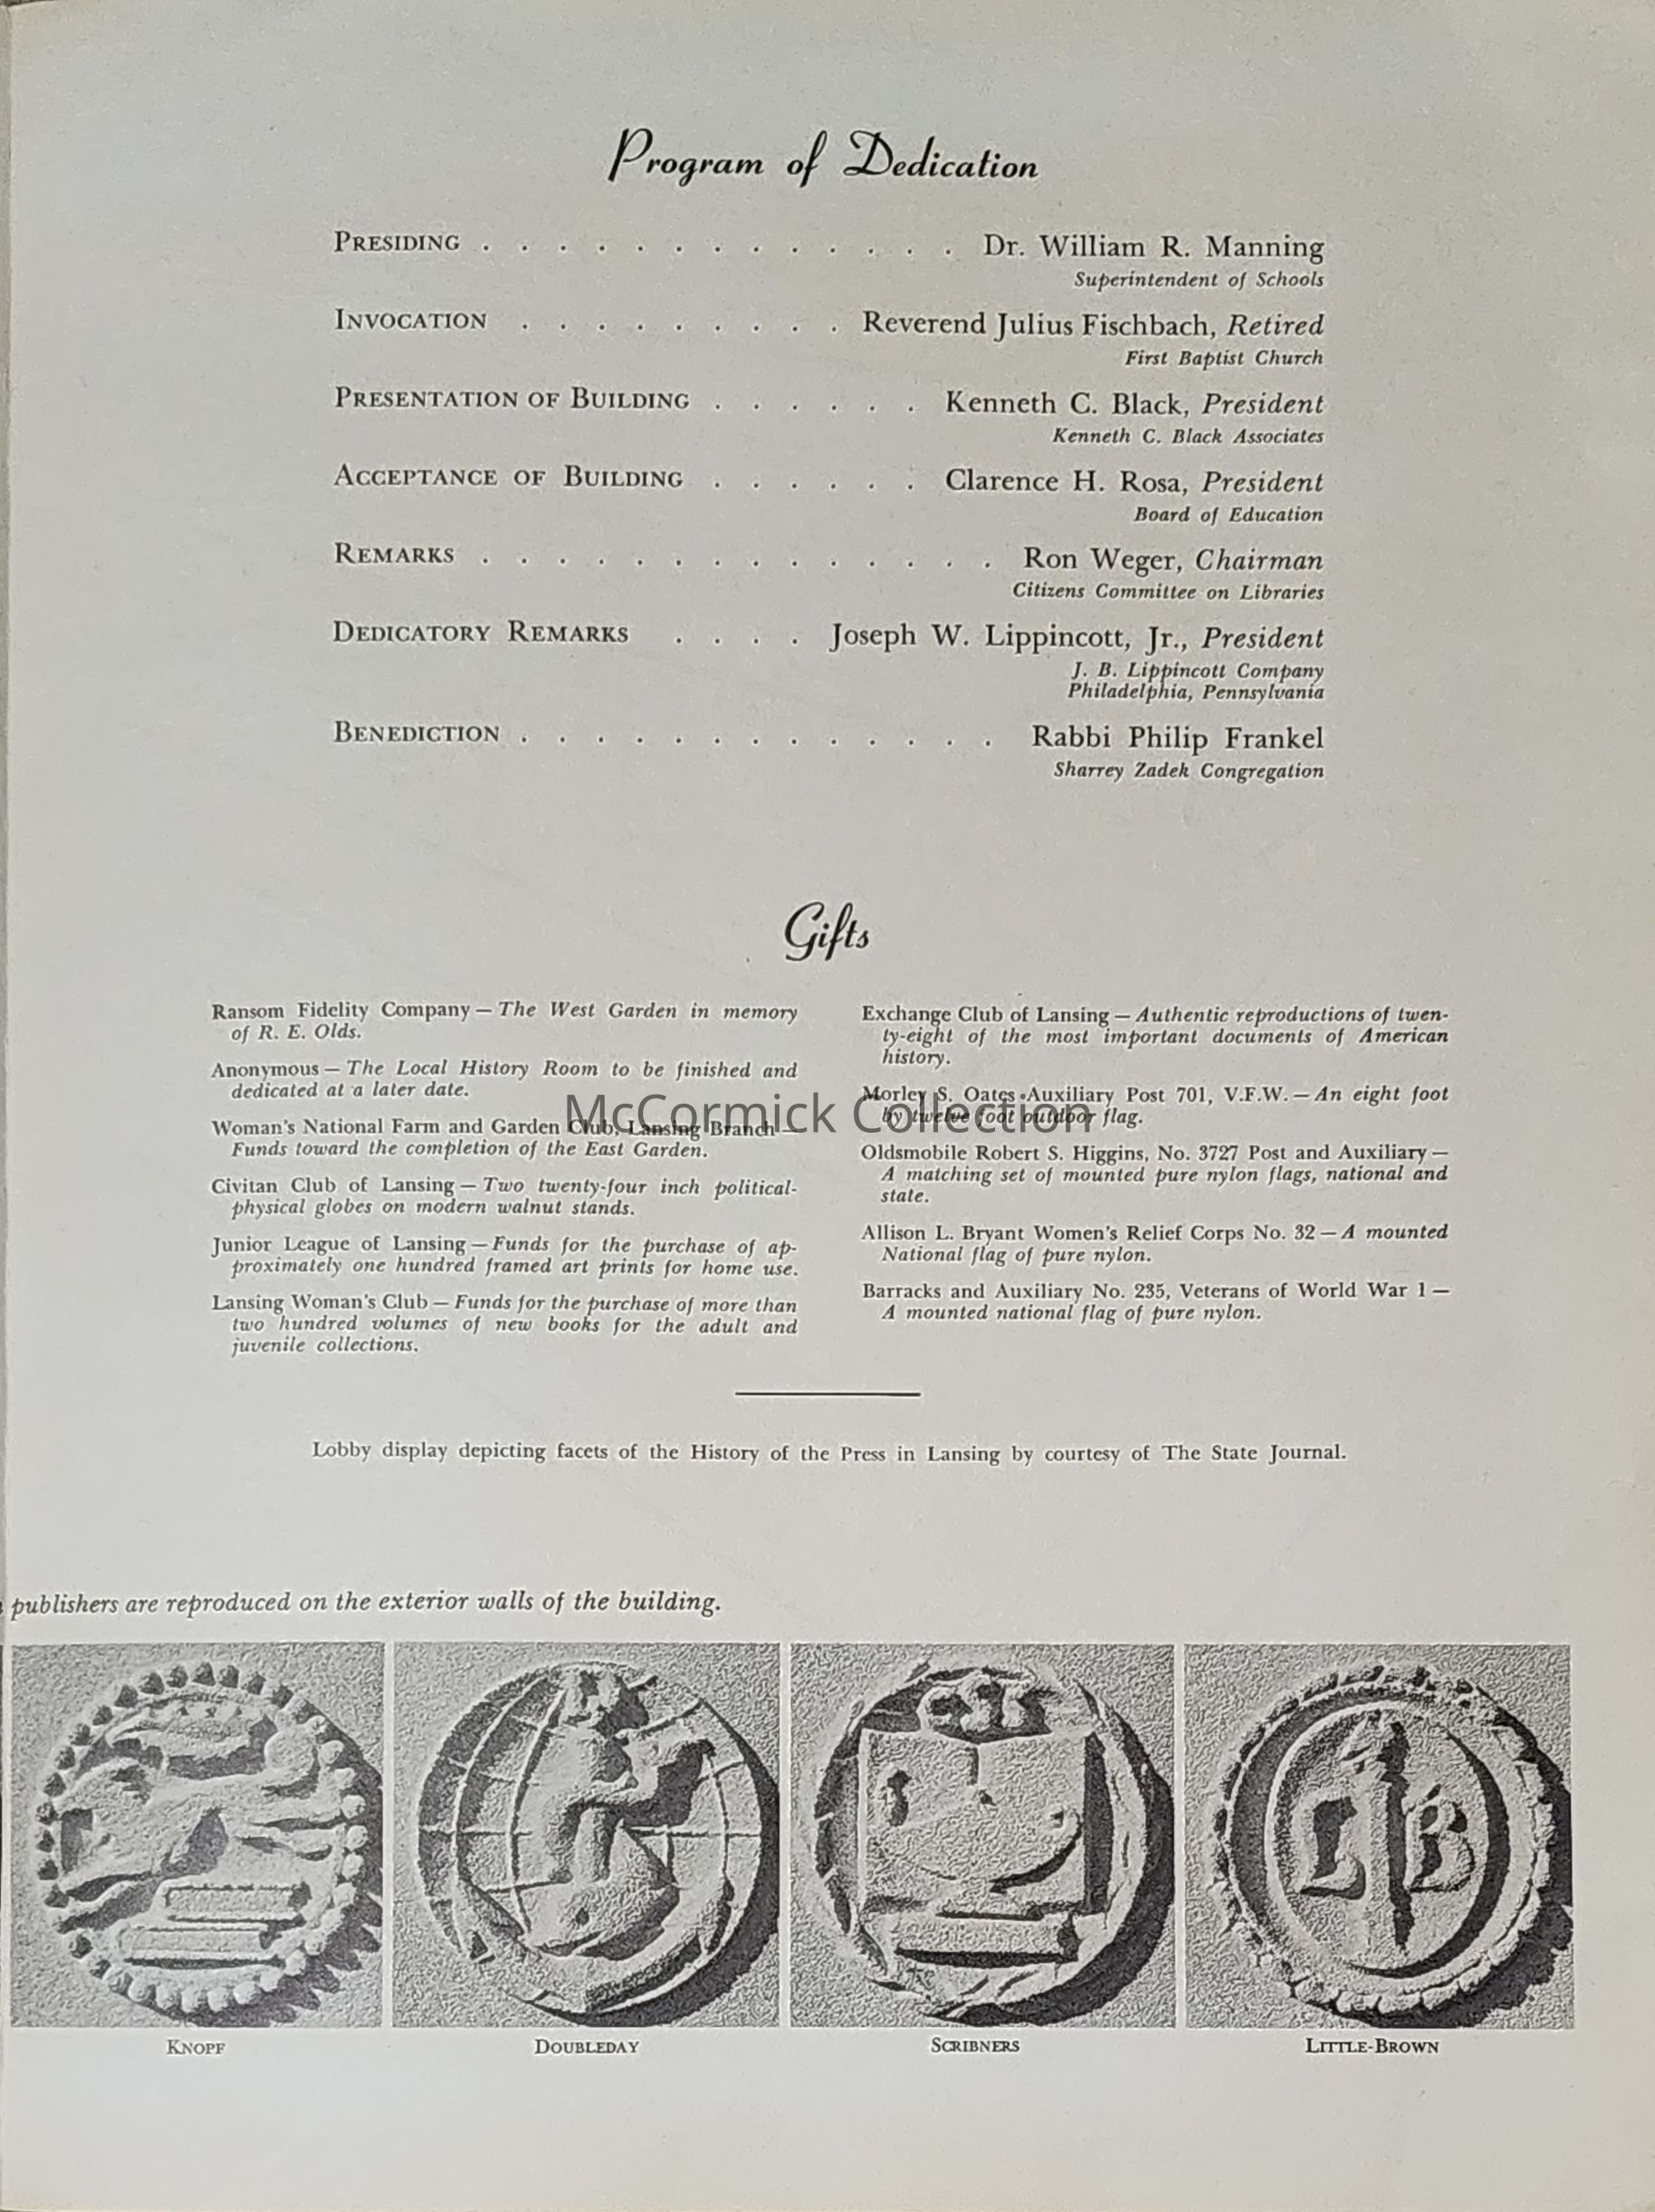 Program of Dedication
PRESIDING . . . . . . . . . . . . . Dr. William R. Manning
Superintendent of Schools
INVOCATION . . . . . . . . . Reverend Julius Fischbach, Retired
First Baptist Church
PRESENTATION OF BUILDING . . . . . . Kenneth C. Black, President
Kenneth C. Black Associates
ACCEPTANCE OF BUILDING . . . . . . Clarence H. Rosa, President
Board of Education
REMARKS . . . . . . . . . . . . . . Ron Weger, Chairman
Citizens Committee on Libraries
DEDICATORY REMARKS . . . . Joseph W. Lippincott, Jr., President
J. B. Lippincott Company
Philadelphia, Pennsylvania
BENEDICTION . . . . . . . . . . . . . Rabbi Philip Frankel
Sharrey Zadek Congregation
Gifts
Ransom Fidelity Company — The West Garden in memory
of R. E. Olds.
Anonymous — The Local History Room to be finished and
dedicated at a later date.
Woman's National Farm and Garden Club, Lansing Branch —
Funds toward the completion of the East Garden.
Civitan Club of Lansing — Two twenty-four inch political-
physical globes on modern walnut stands.
Junior League of Lansing — Funds for the purchase of ap-
proximately one hundred framed art prints for home use.
Lansing Woman's Club — Funds for the purchase of more than
two hundred volumes of new books for the adult and
juvenile collections.
Exchange Club of Lansing — Authentic reproductions of twen-
ty-eight of the most important documents of American
history.
Morley S. Oates Auxiliary Post 701, V.F.W. — An eight foot
by twelve foot outdoor flag.
Oldsmobile Robert S. Higgins, No. 3727 Post and Auxiliary —
A matching set of mounted pure nylon flags, national and
state.
Allison L. Bryant Women's Relief Corps No. 32 — A mounted
National flag of pure nylon.
Barracks and Auxiliary No. 235, Veterans of World War 1 —
A mounted national flag of pure nylon.
McCormick Collection
Lobby display depicting facets of the History of the Press in Lansing by courtesy of The State Journal.
publishers are reproduced on the exterior walls of the building.
LB
KNOPF
DOUBLEDAY
SCRIBNERS
LITTLE-BROWN